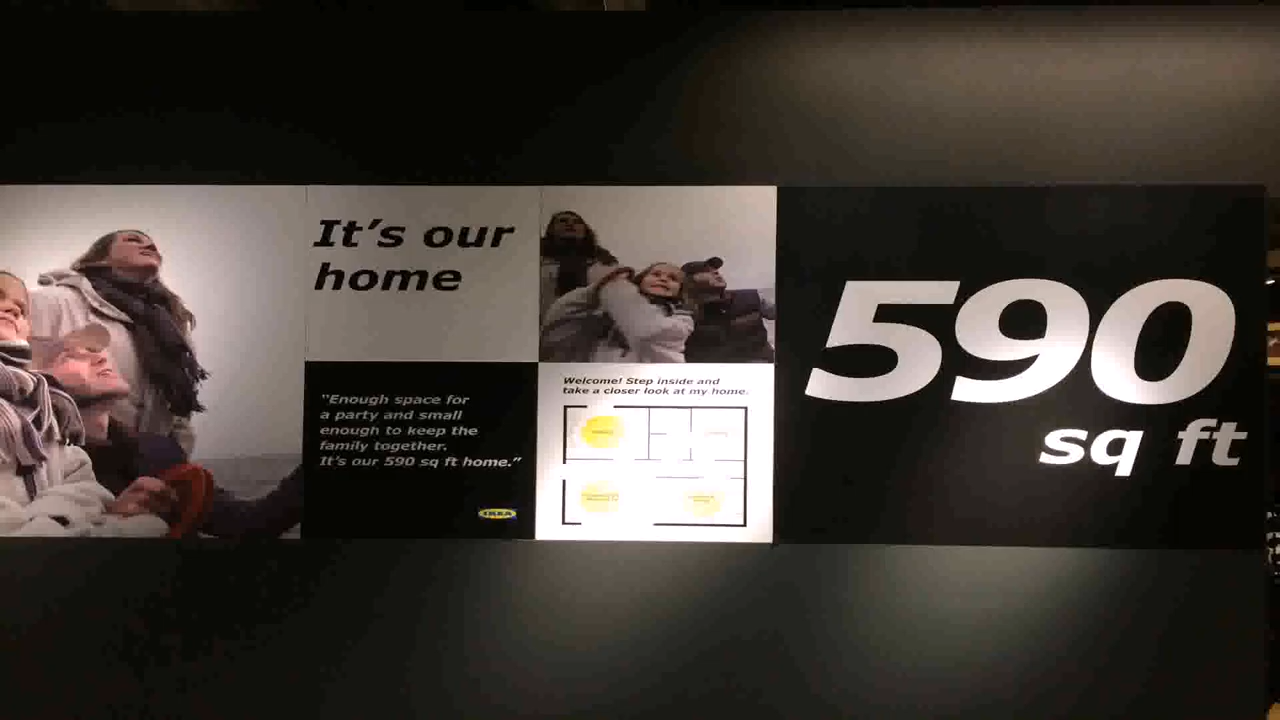 It's our
home
"Enough space for
a party and small
enough to keep the
family together.
It's our 590 sq ft home."
IKEA
Welcome! Step inside and
take a closer look at my home.
590
sq ft